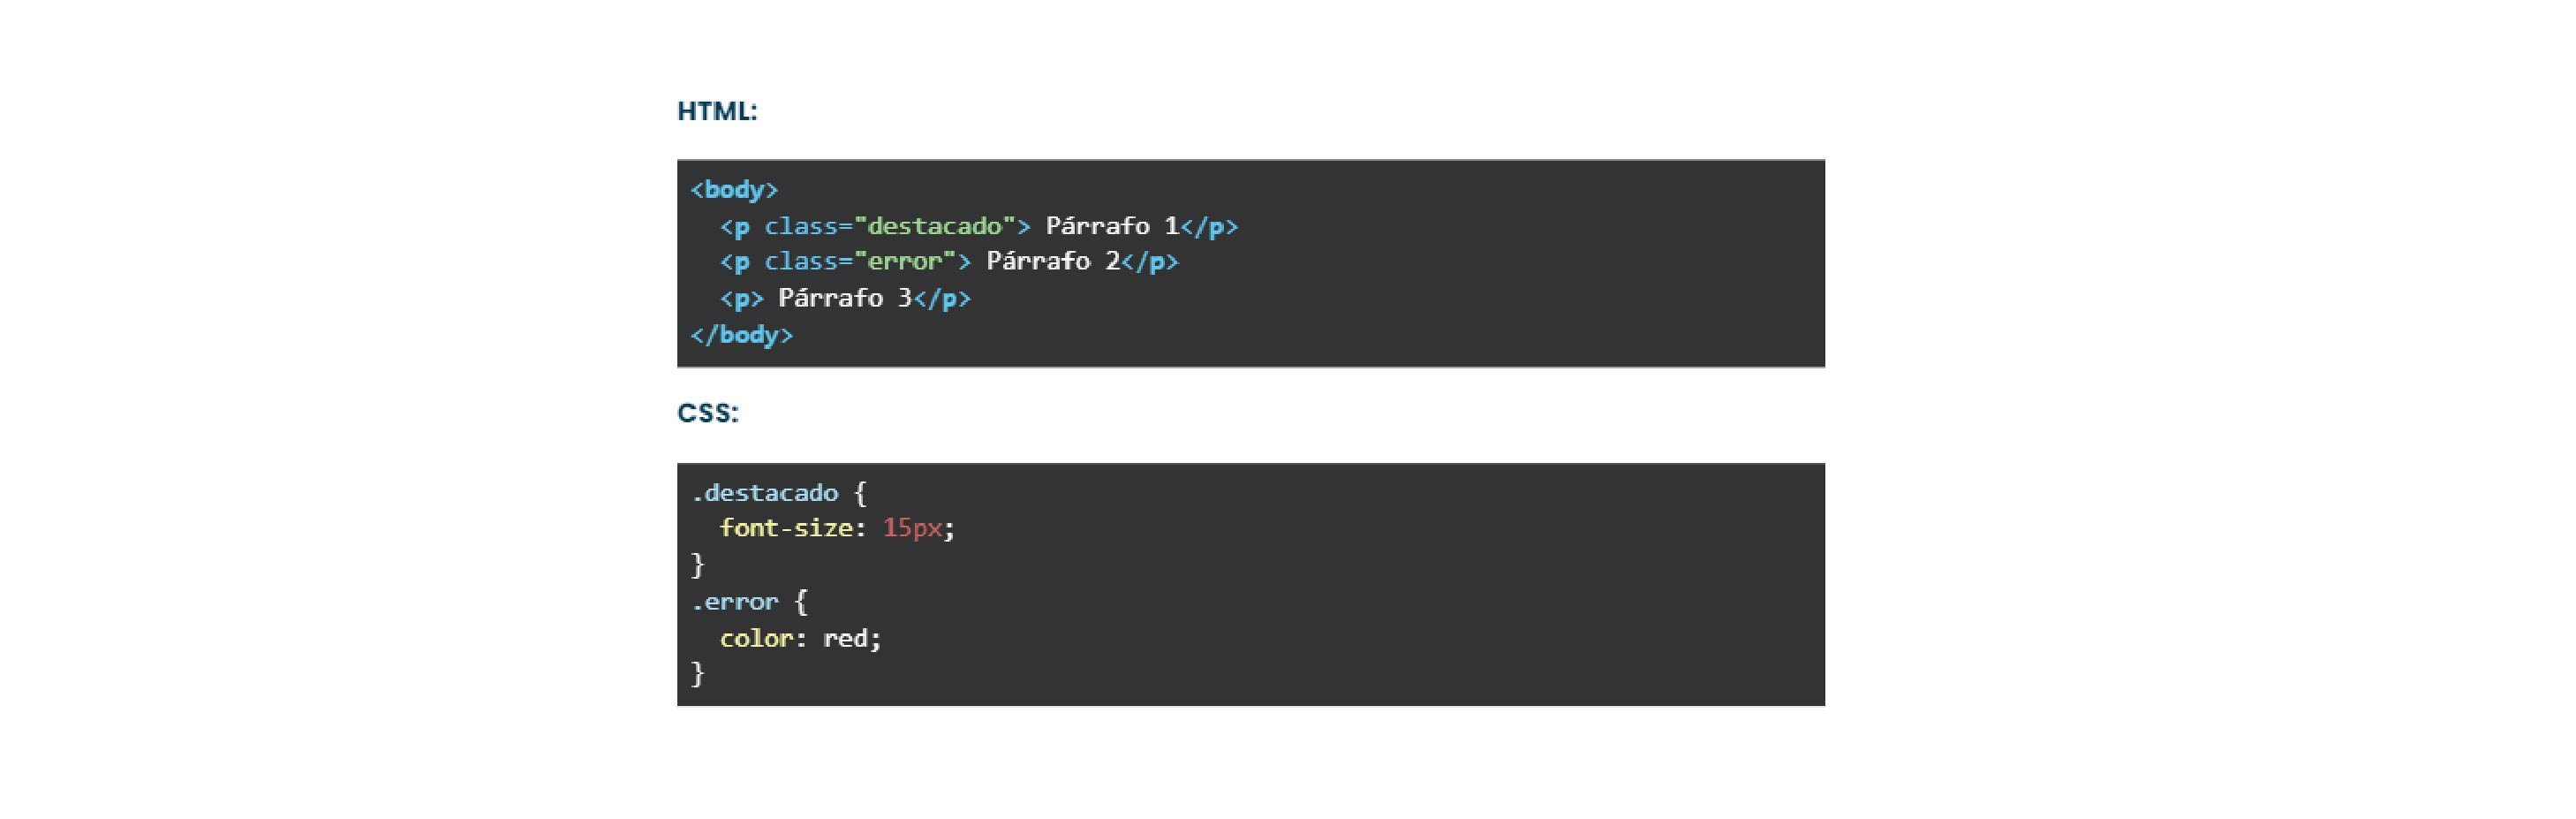 HTML:
<body>
  <p class="destacado"> Párrafo 1</p>
  <p class="error"> Párrafo 2</p>
  <p> Párrafo 3</p>
</body>
CSS:
.destacado {
  font-size: 15px;
}
.error {
  color: red;
}